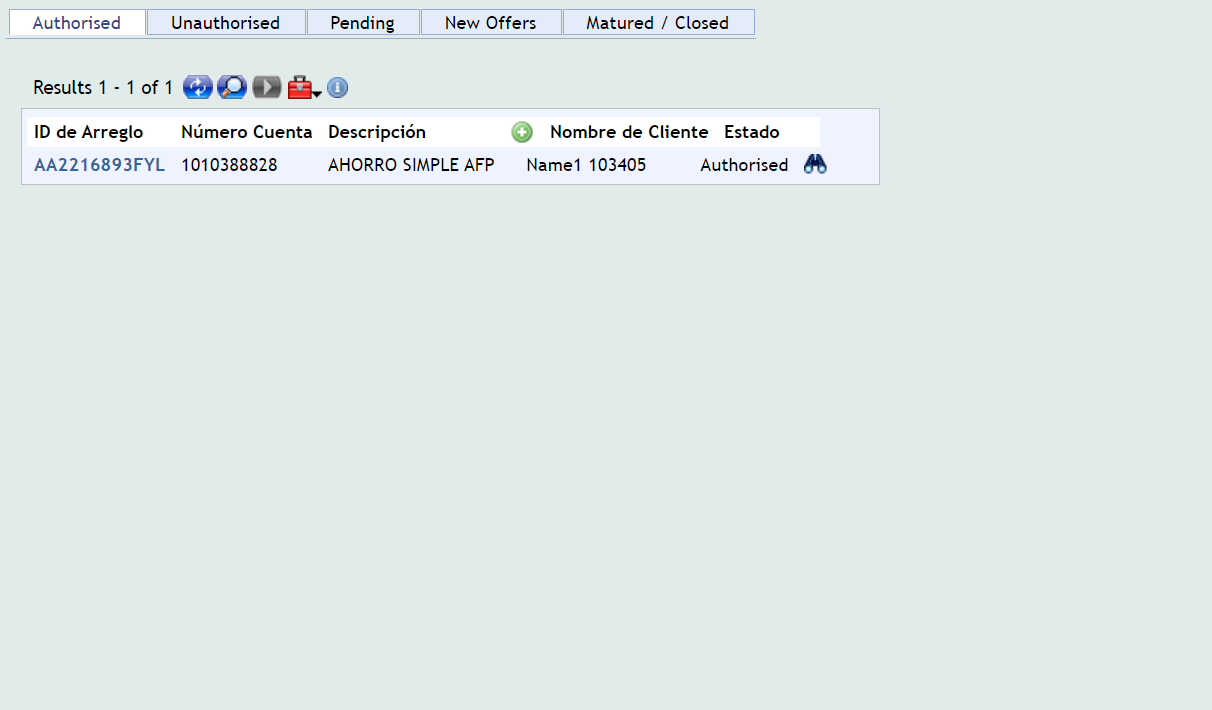 Authorised Unauthorised Pending New Offers Matured / Closed
Results 1 - 1 of 1
ID de Arreglo Número Cuenta Descripción Nombre de Cliente Estado
AA2216893FYL 1010388828 AHORRO SIMPLE AFP Name1 103405 Authorised